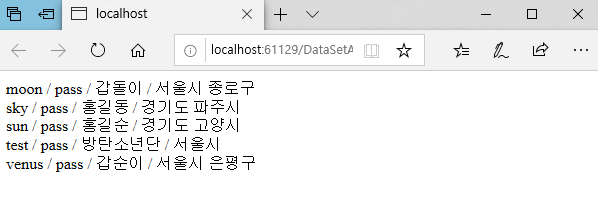 localhost
localhost:61129/DataSetA
moon / pass / 갑돌이 / 서울시 종로구
sky / pass / 홍길동 / 경기도 파주시
sun / pass / 홍길순 / 경기도 고양시
test / pass / 방탄소년단 / 서울시
venus / pass / 갑순이 / 서울시 은평구